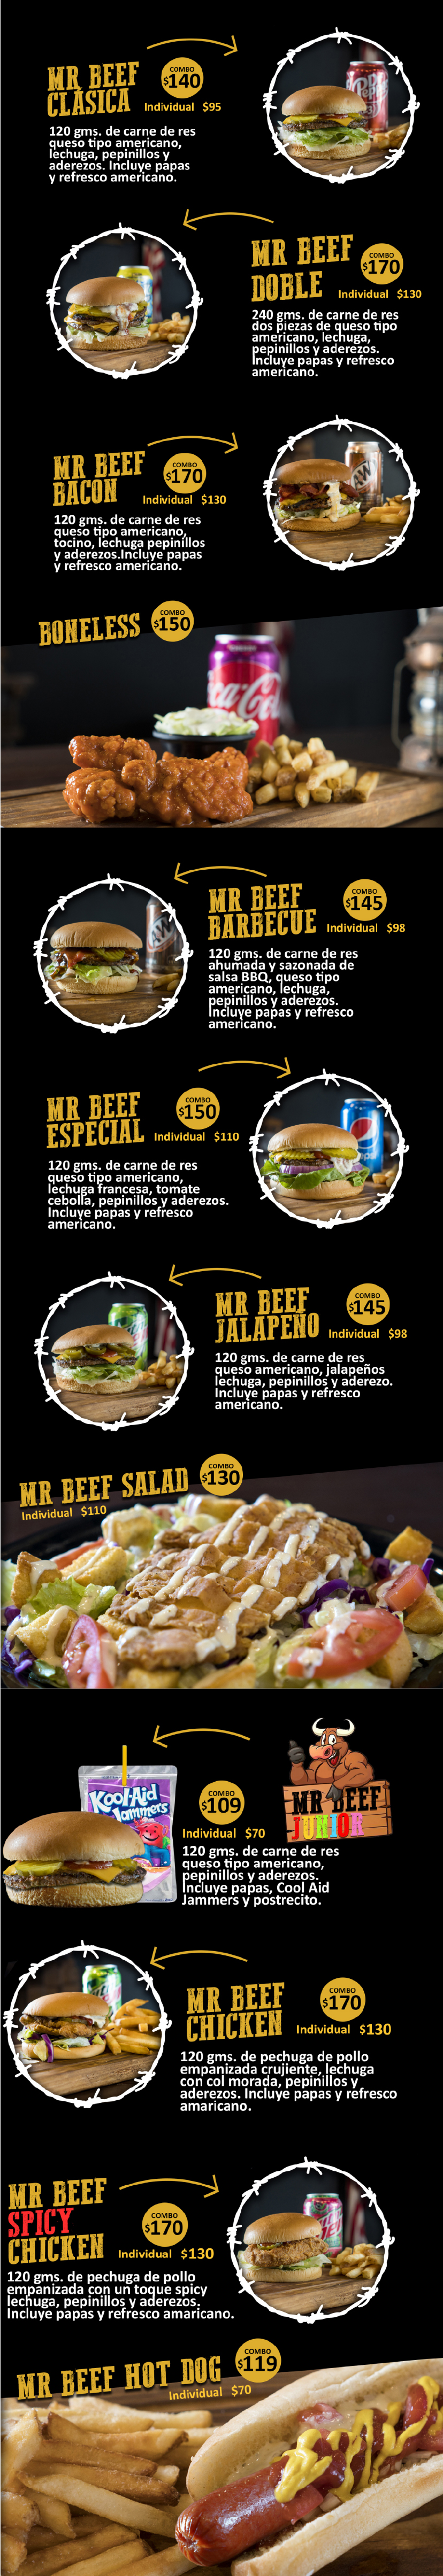 MR BEEF
CLÁSICA
COMBO
$140
Individual $95
120 gms. de carne de res
queso tipo americano,
lechuga, pepinillos y
aderezos. Incluye papas
y refresco americano.
Dr Pepper
MR BEEF
DOBLE
COMBO
$170
Individual $130
240 gms. de carne de res
dos piezas de queso tipo
americano, lechuga,
pepinillos y aderezos.
Incluye papas y refresco
americano.
MR BEEF
BACON
COMBO
$170
Individual $130
120 gms. de carne de res
queso tipo americano,
tocino, lechuga pepinillos
y aderezos.Incluye papas
y refresco americano.
A&W
BONELESS
COMBO
$150
Coca-Cola
MR BEEF
BARBECUE
COMBO
$145
Individual $98
120 gms. de carne de res
ahumada y sazonada de
salsa BBQ, queso tipo
americano, lechuga,
pepinillos y aderezos.
Incluye papas y refresco
americano.
MR BEEF
ESPECIAL
COMBO
$150
Individual $110
120 gms. de carne de res
queso tipo americano,
lechuga francesa, tomate
cebolla, pepinillos y aderezos.
Incluye papas y refresco
americano.
pepsi
MR BEEF
JALAPEÑO
COMBO
$145
Individual $98
120 gms. de carne de res
queso americano, jalapeños
lechuga, pepinillos y aderezo.
Incluye papas y refresco
americano.
MR BEEF SALAD
COMBO
$130
Individual $110
Kool-Aid
Jammers
COMBO
$109
Individual $70
MR BEEF
JUNIOR
120 gms. de carne de res
queso tipo americano,
pepinillos y aderezos.
Incluye papas, Cool Aid
Jammers y postrecito.
MR BEEF
CHICKEN
COMBO
$170
Individual $130
120 gms. de pechuga de pollo
empanizada crujiente, lechuga
con col morada, pepinillos y
aderezos. Incluye papas y refresco
amaricano.
MR BEEF
SPICY
CHICKEN
COMBO
$170
Individual $130
120 gms. de pechuga de pollo
empanizada con un toque spicy
lechuga, pepinillos y aderezos.
Incluye papas y refresco amaricano.
MR BEEF HOT DOG
COMBO
$119
Individual $70